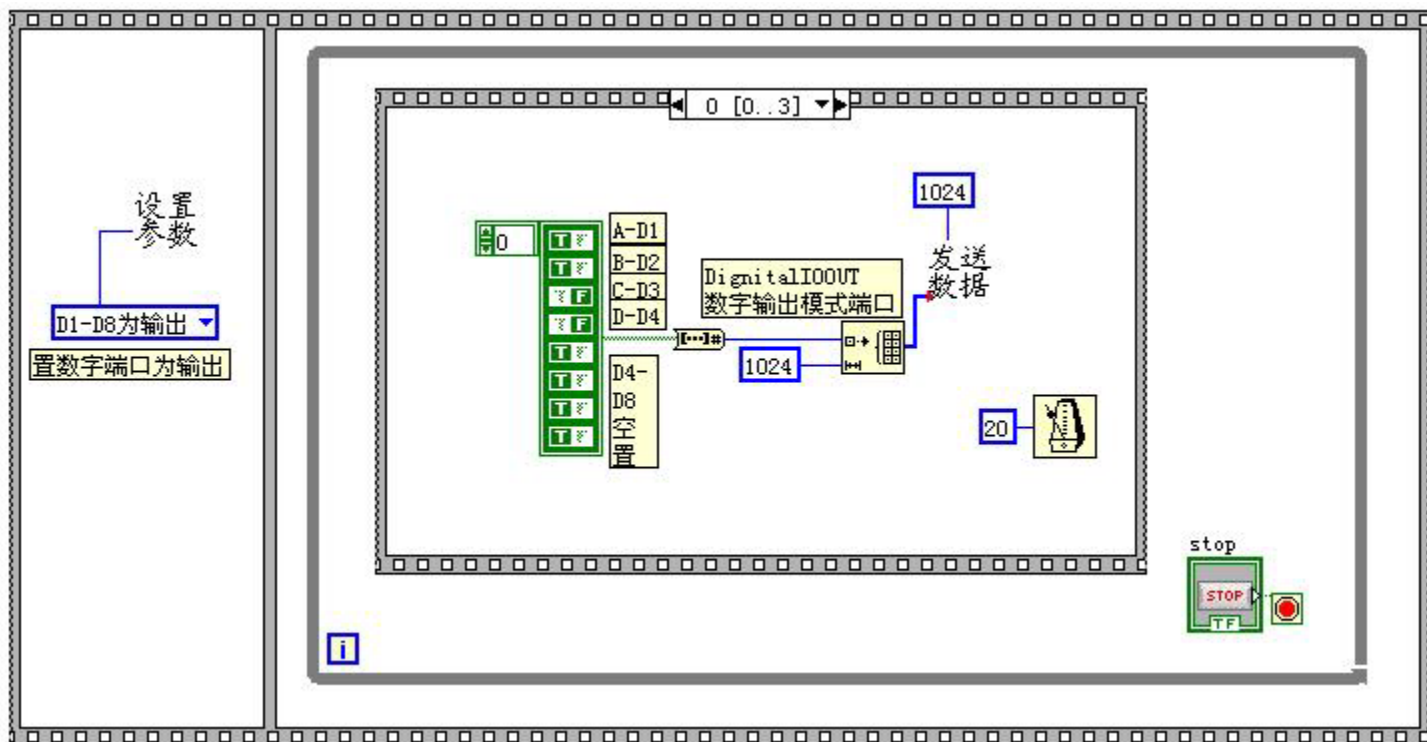 设置
参数
D1-D8为输出
置数字端口为输出
0 [0..3]
0
T
T
F
F
T
T
T
T
A-D1
B-D2
C-D3
D-D4
D4-
D8
空
置
DignitalIOOUT
数字输出模式端口
[...]#
1024
1024
发送
数据
20
stop
STOP
TF
i